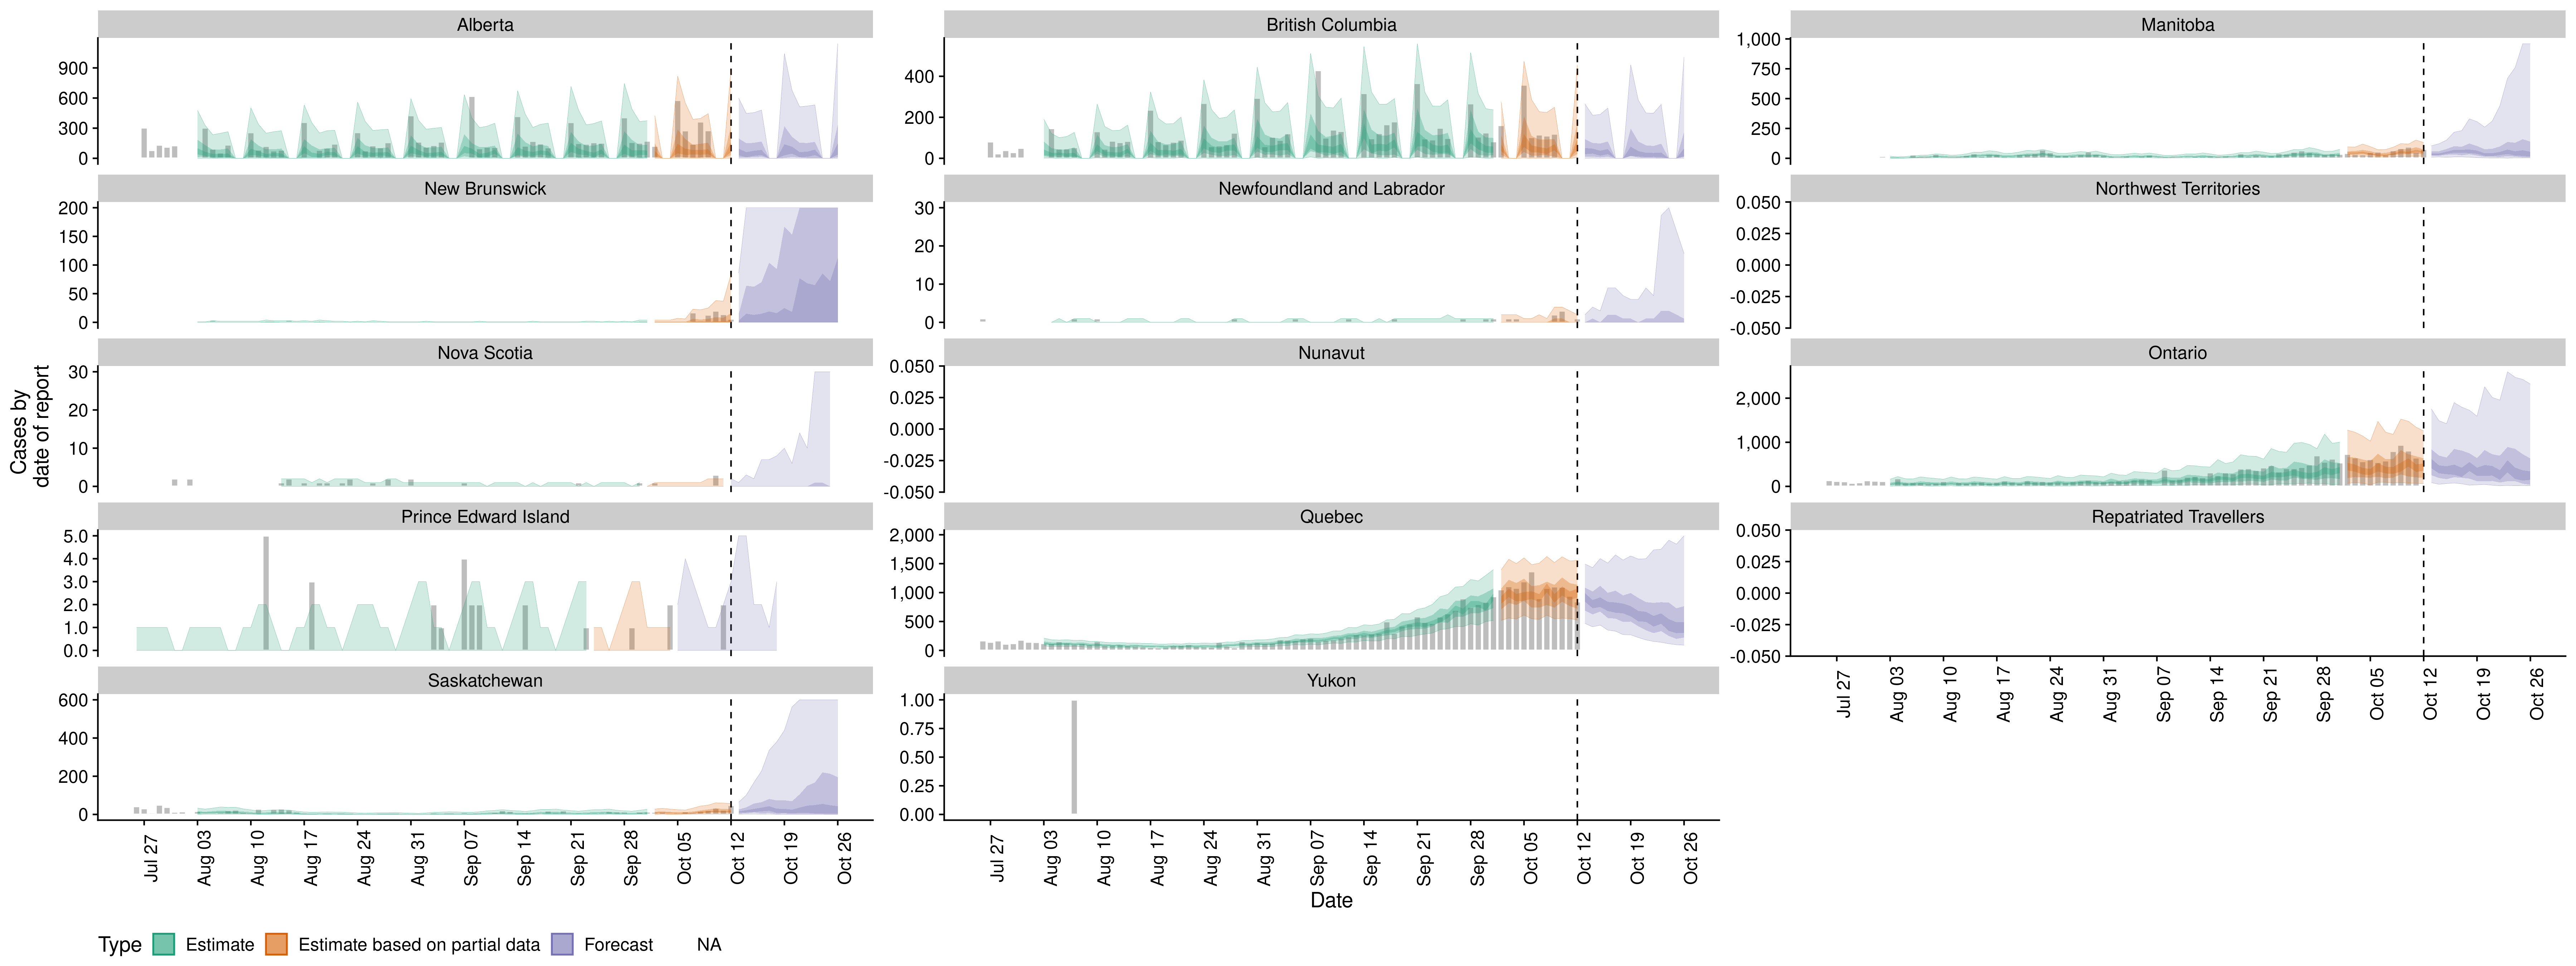 Alberta
British Columbia
Manitoba
900
600
300
0
400
200
0
1,000
750
500
250
0
New Brunswick
Newfoundland and Labrador
Northwest Territories
200
150
100
50
0
30
20
10
0
0.050
0.025
0.000
-0.025
-0.050
Nova Scotia
Nunavut
Ontario
30
20
10
0
0.050
0.025
0.000
-0.025
-0.050
2,000
1,000
0
Cases by
date of report
Prince Edward Island
Quebec
Repatriated Travellers
5.0
4.0
3.0
2.0
1.0
0.0
2,000
1,500
1,000
500
0
0.050
0.025
0.000
-0.025
-0.050
Jul 27
Aug 03
Aug 10
Aug 17
Aug 24
Aug 31
Sep 07
Sep 14
Sep 21
Sep 28
Oct 05
Oct 12
Oct 19
Oct 26
Saskatchewan
Yukon
600
400
200
0
1.00
0.75
0.50
0.25
0.00
Jul 27
Aug 03
Aug 10
Aug 17
Aug 24
Aug 31
Sep 07
Sep 14
Sep 21
Sep 28
Oct 05
Oct 12
Oct 19
Oct 26
Jul 27
Aug 03
Aug 10
Aug 17
Aug 24
Aug 31
Sep 07
Sep 14
Sep 21
Sep 28
Oct 05
Oct 12
Oct 19
Oct 26
Date
Type Estimate Estimate based on partial data Forecast NA